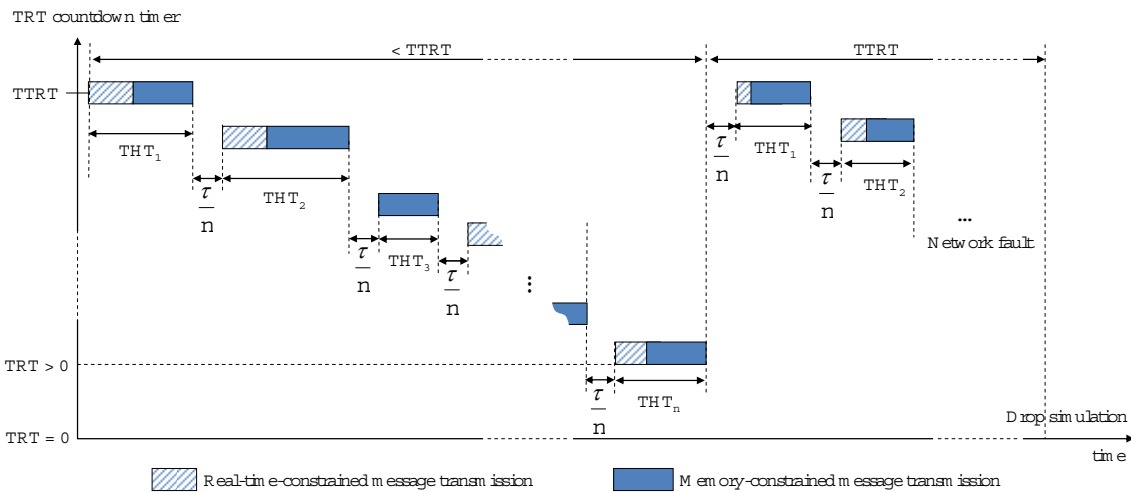 TRT countdown timer
< TTRT
TTRT
TTRT
THT1
τ/n
THT2
τ/n
THT3
τ/n
...
τ/n
THTn
τ/n
THT1
τ/n
THT2
...
Network fault
TRT > 0
TRT = 0
Drop simulation
time
Real-time-constrained message transmission
Memory-constrained message transmission